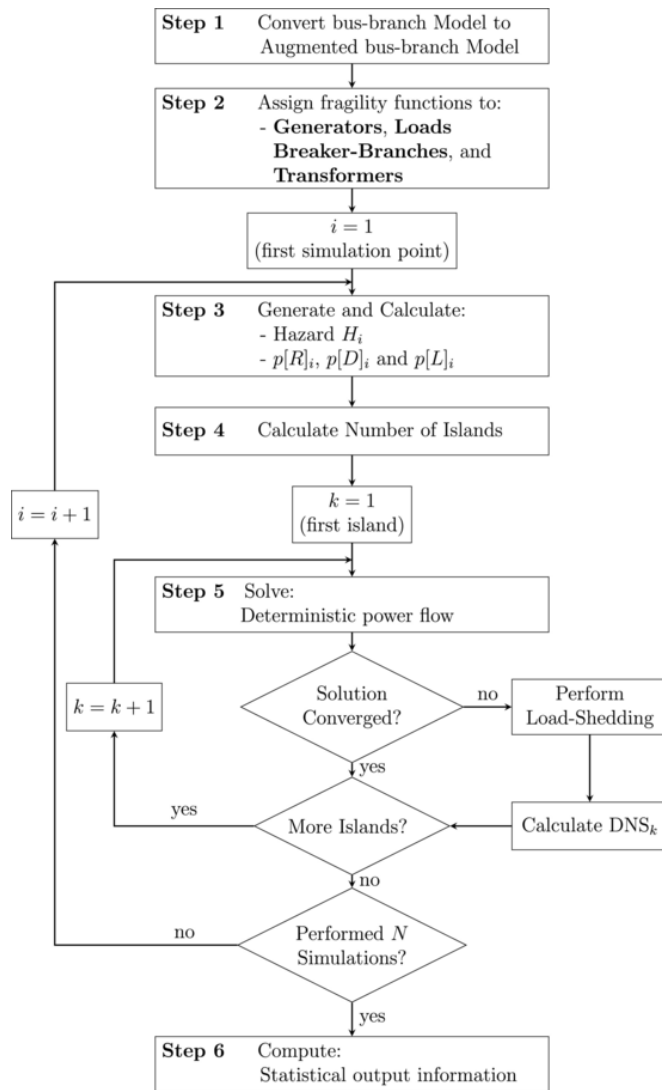 Step 1 Convert bus-branch Model to
Augmented bus-branch Model
Step 2 Assign fragility functions to:
- Generators, Loads
Breaker-Branches, and
Transformers
i = 1
(first simulation point)
Step 3 Generate and Calculate:
- Hazard H_i
- p[R]_i, p[D]_i and p[L]_i
Step 4 Calculate Number of Islands
i = i + 1
k = 1
(first island)
Step 5 Solve:
Deterministic power flow
k = k + 1
Solution
Converged?
no
Perform
Load-Shedding
yes
yes
More Islands?
Calculate DNS_k
no
no
Performed N
Simulations?
yes
Step 6 Compute:
Statistical output information